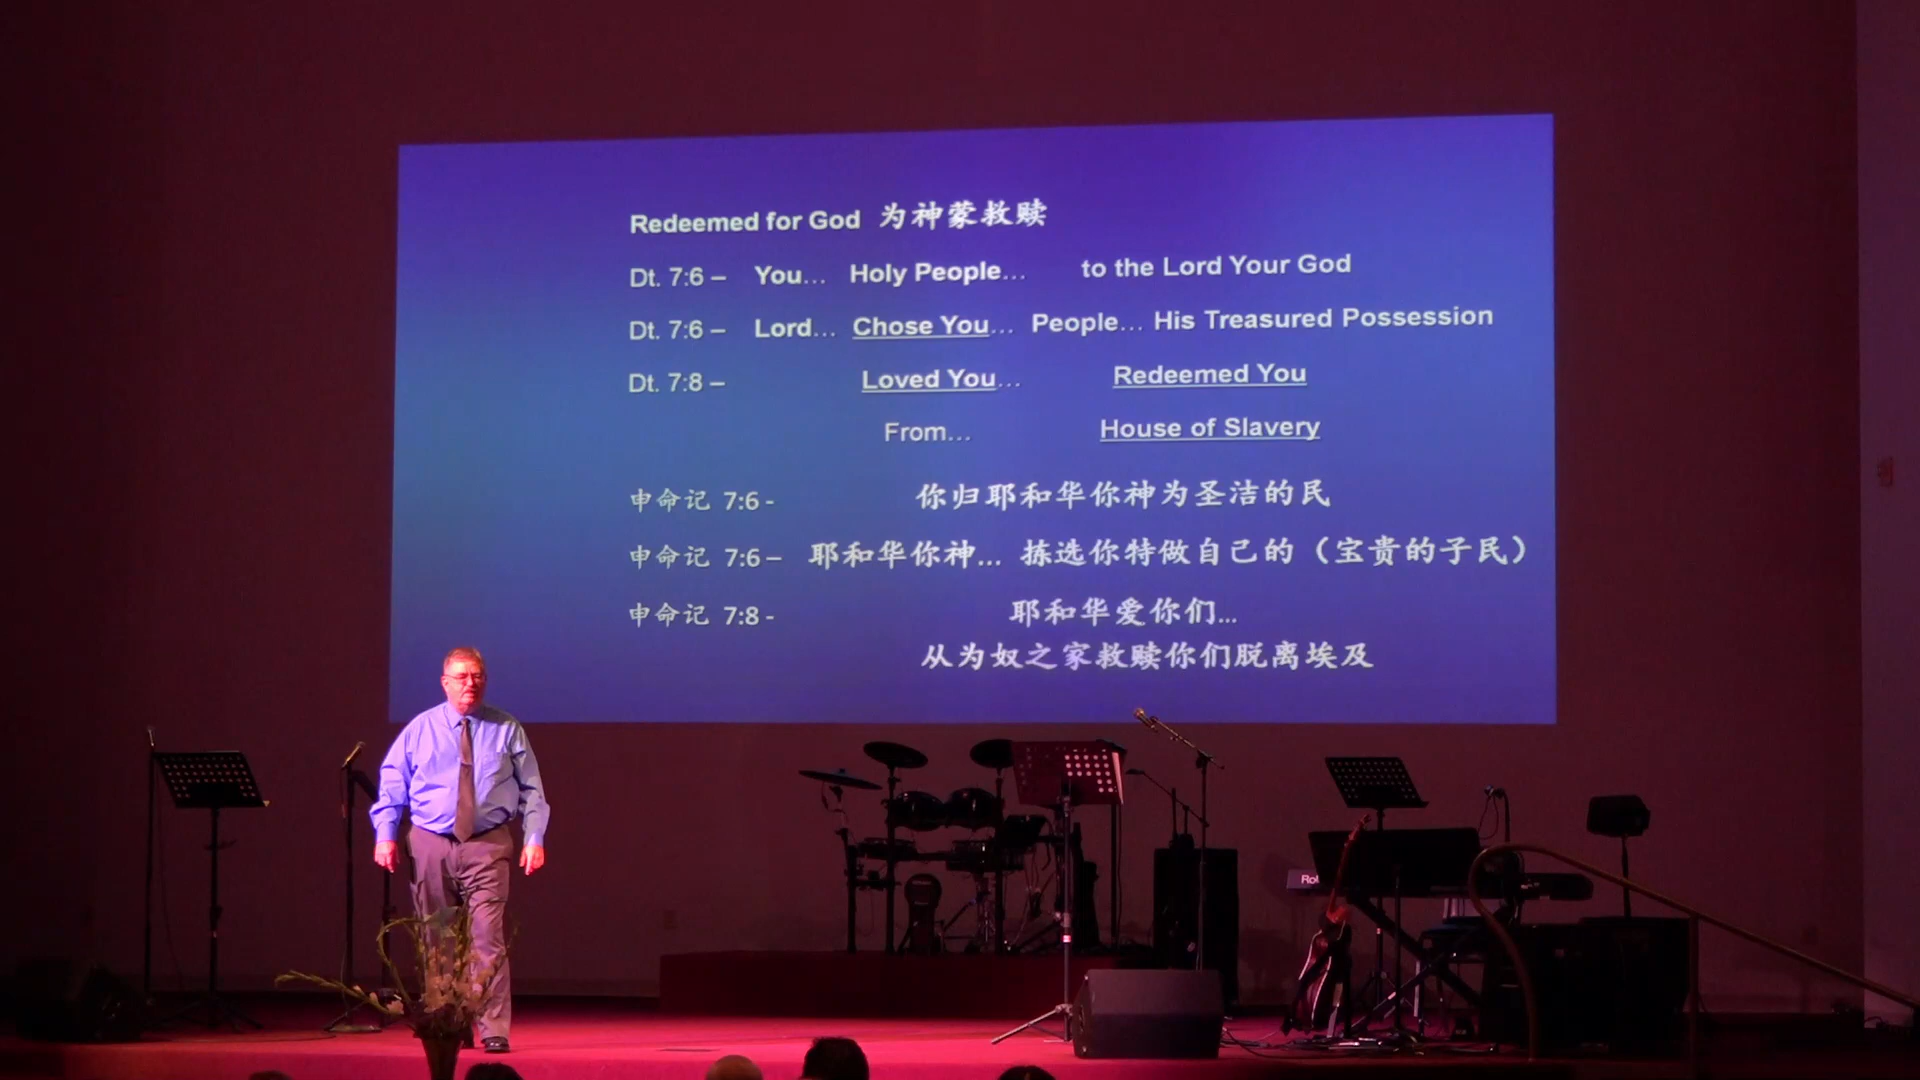 Redeemed for God 为神蒙救赎
Dt. 7:6 – You… Holy People… to the Lord Your God
Dt. 7:6 – Lord… Chose You… People… His Treasured Possession
Dt. 7:8 – Loved You… Redeemed You
From… House of Slavery
申命记 7:6 - 你归耶和华你神为圣洁的民
申命记 7:6 – 耶和华你神... 拣选你特做自己的（宝贵的子民）
申命记 7:8 - 耶和华爱你们...
从为奴之家救赎你们脱离埃及